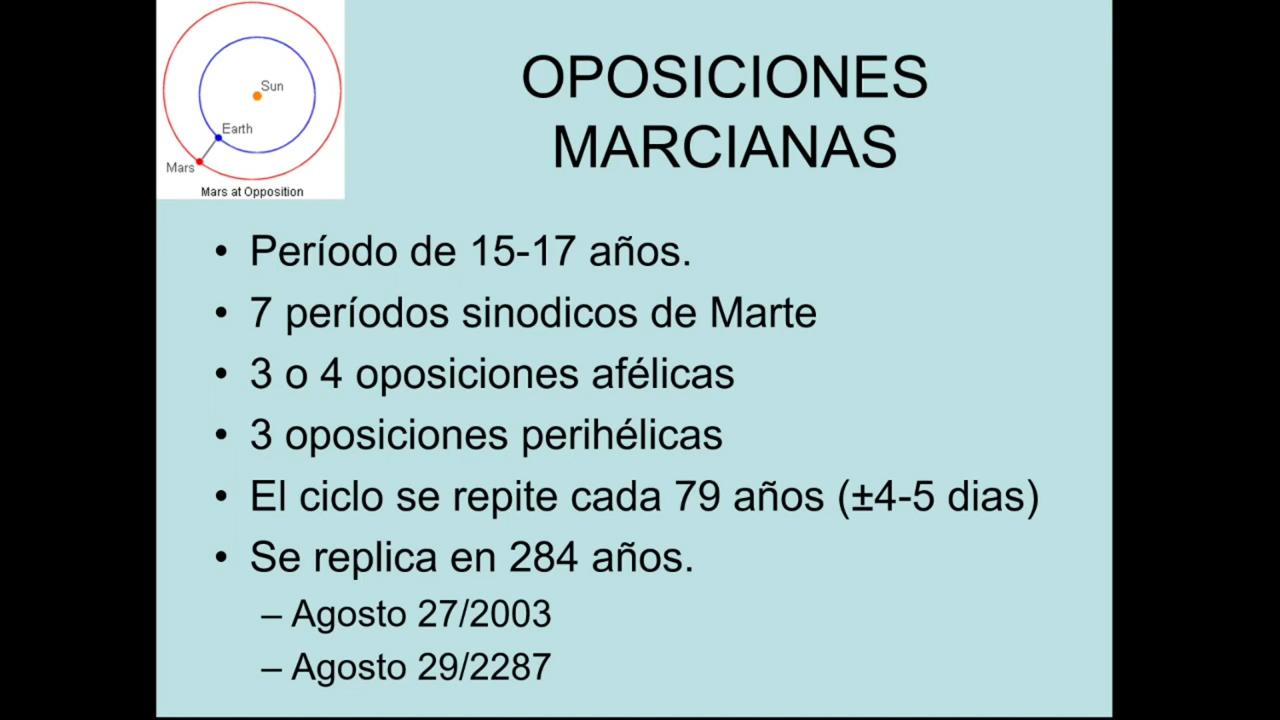 Sun
Earth
Mars
Mars at Opposition
OPOSICIONES
MARCIANAS
• Período de 15-17 años.
• 7 períodos sinodicos de Marte
• 3 o 4 oposiciones afélicas
• 3 oposiciones perihélicas
• El ciclo se repite cada 79 años (±4-5 dias)
• Se replica en 284 años.
– Agosto 27/2003
– Agosto 29/2287